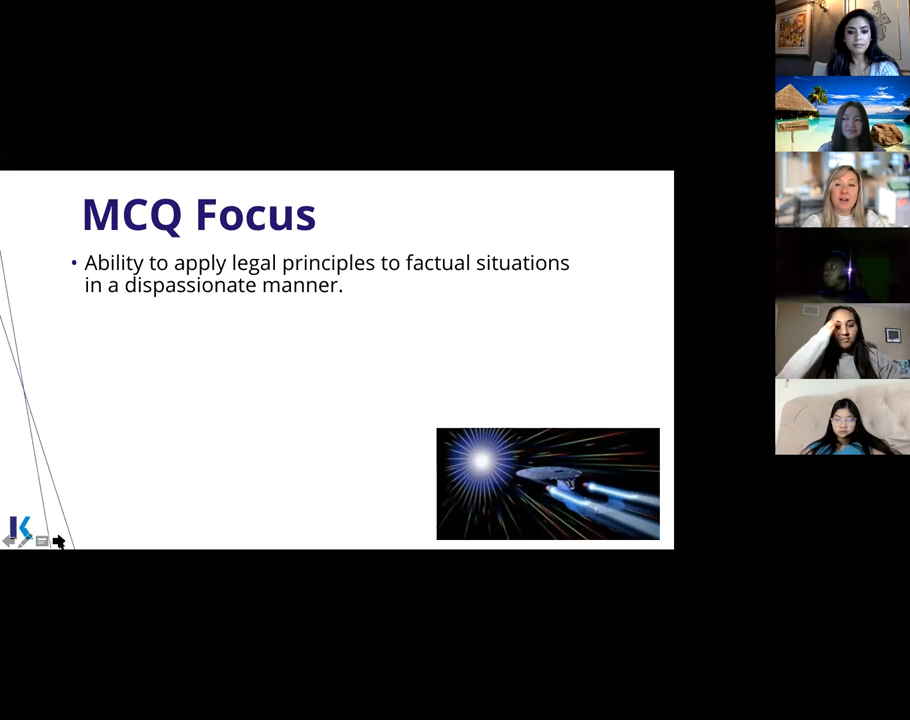 MCQ Focus
• Ability to apply legal principles to factual situations
in a dispassionate manner.
K